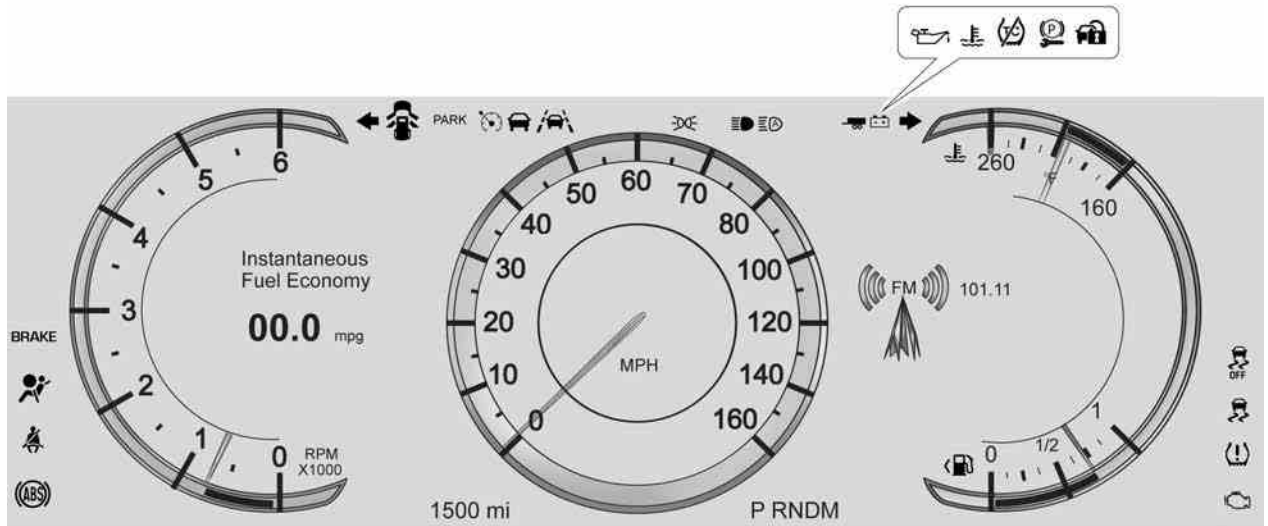 TC
P
PARK
A
6
5
4
3
2
1
0
RPM
X1000
Instantaneous
Fuel Economy
00.0 mpg
BRAKE
ABS
0
10
20
30
40
50
60
70
80
100
120
140
160
MPH
1500 mi
P RNDM
260
160
FM
101.11
0
1/2
1
OFF
!